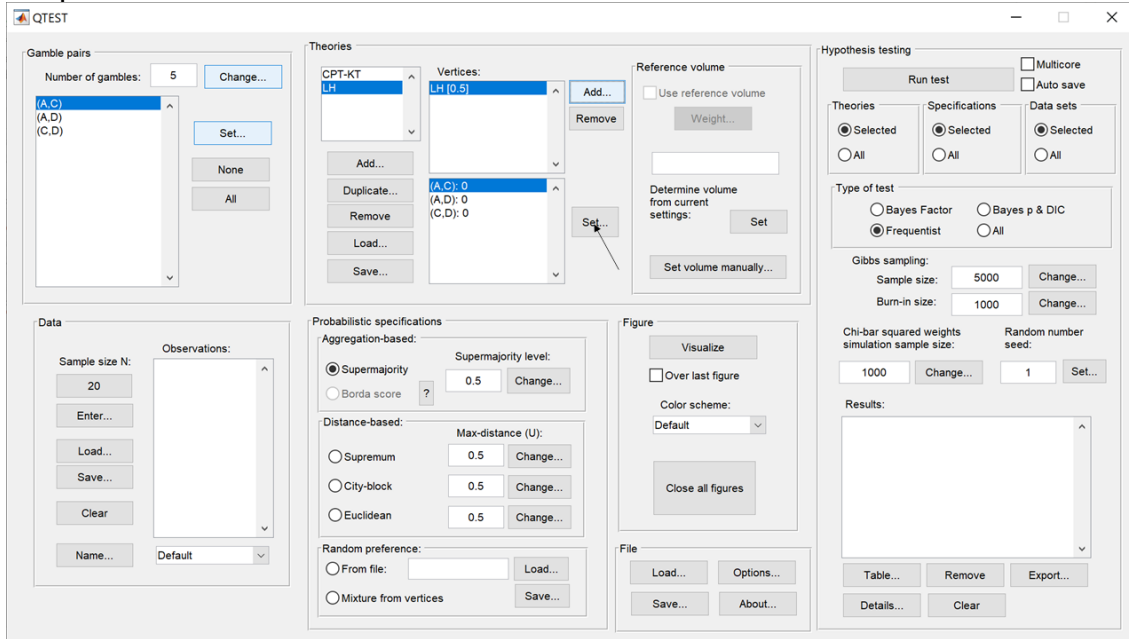 QTEST
Gamble pairs
Number of gambles: 5 Change...
(A,C)
(A,D)
(C,D)
Set...
None
All
Theories
CPT-KT
LH
Vertices:
LH [0.5]
Add...
Remove
Add...
Duplicate...
Remove
Load...
Save...
(A,C): 0
(A,D): 0
(C,D): 0
Set...
Reference volume
Use reference volume
Weight...
Determine volume
from current
settings:
Set
Set volume manually...
Hypothesis testing
Run test
Multicore
Auto save
Theories
Selected
All
Specifications
Selected
All
Data sets
Selected
All
Type of test
Bayes Factor Bayes p & DIC
Frequentist All
Gibbs sampling:
Sample size: 5000 Change...
Burn-in size: 1000 Change...
Chi-bar squared weights
simulation sample size:
1000 Change...
Random number
seed:
1 Set...
Results:
Table... Remove Export...
Details... Clear
Data
Sample size N:
20
Enter...
Load...
Save...
Clear
Name...
Observations:
Default
Probabilistic specifications
Aggregation-based:
Supermajority
Borda score ?
Supermajority level:
0.5 Change...
Distance-based:
Max-distance (U):
Supremum 0.5 Change...
City-block 0.5 Change...
Euclidean 0.5 Change...
Random preference:
From file: Load...
Mixture from vertices Save...
Figure
Visualize
Over last figure
Color scheme:
Default
Close all figures
File
Load... Options...
Save... About...